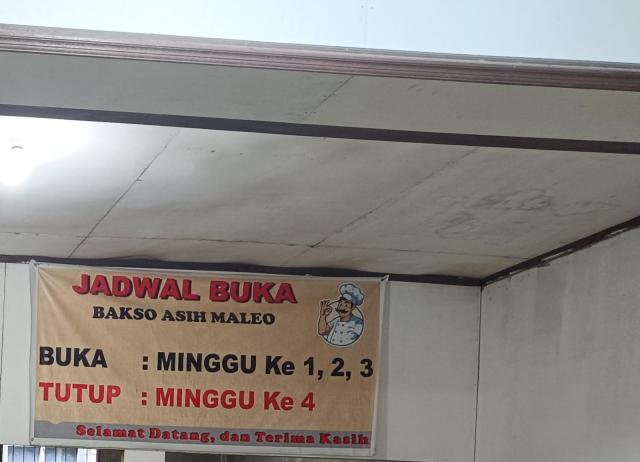 JADWAL BUKA
BAKSO ASIH MALEO
BUKA : MINGGU Ke 1, 2, 3
TUTUP : MINGGU Ke 4
Selamat Datang, dan Terima Kasih